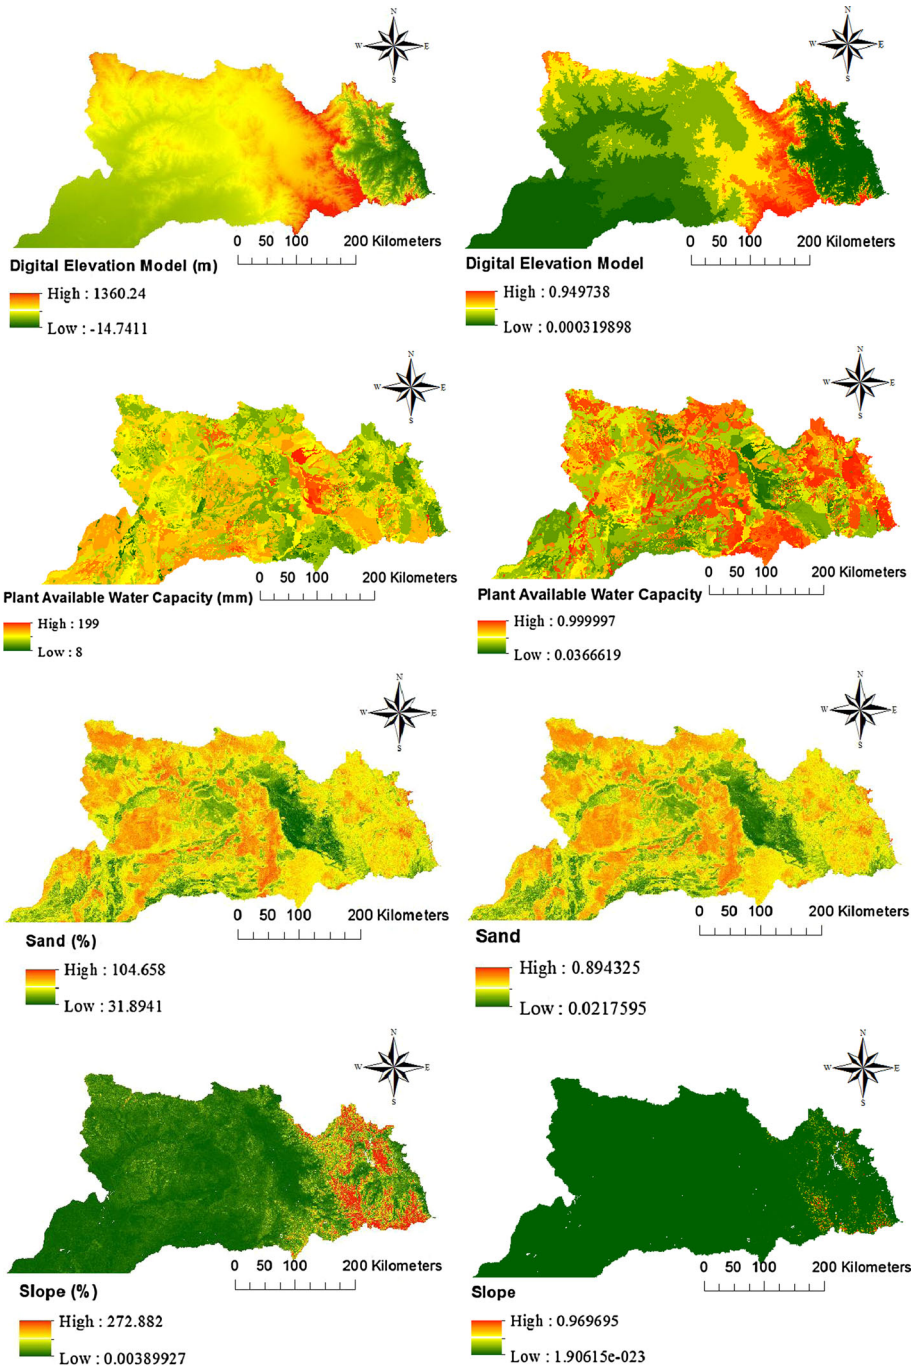 N
W E
S
0 50 100 200 Kilometers
Digital Elevation Model (m)
High : 1360.24
Low : -14.7411
N
W E
S
0 50 100 200 Kilometers
Digital Elevation Model
High : 0.949738
Low : 0.000319898
N
W E
S
0 50 100 200 Kilometers
Plant Available Water Capacity (mm)
High : 199
Low : 8
N
W E
S
0 50 100 200 Kilometers
Plant Available Water Capacity
High : 0.999997
Low : 0.0366619
N
W E
S
0 50 100 200 Kilometers
Sand (%)
High : 104.658
Low : 31.8941
N
W E
S
0 50 100 200 Kilometers
Sand
High : 0.894325
Low : 0.0217595
N
W E
S
0 50 100 200 Kilometers
Slope (%)
High : 272.882
Low : 0.00389927
N
W E
S
0 50 100 200 Kilometers
Slope
High : 0.969695
Low : 1.90615e-023